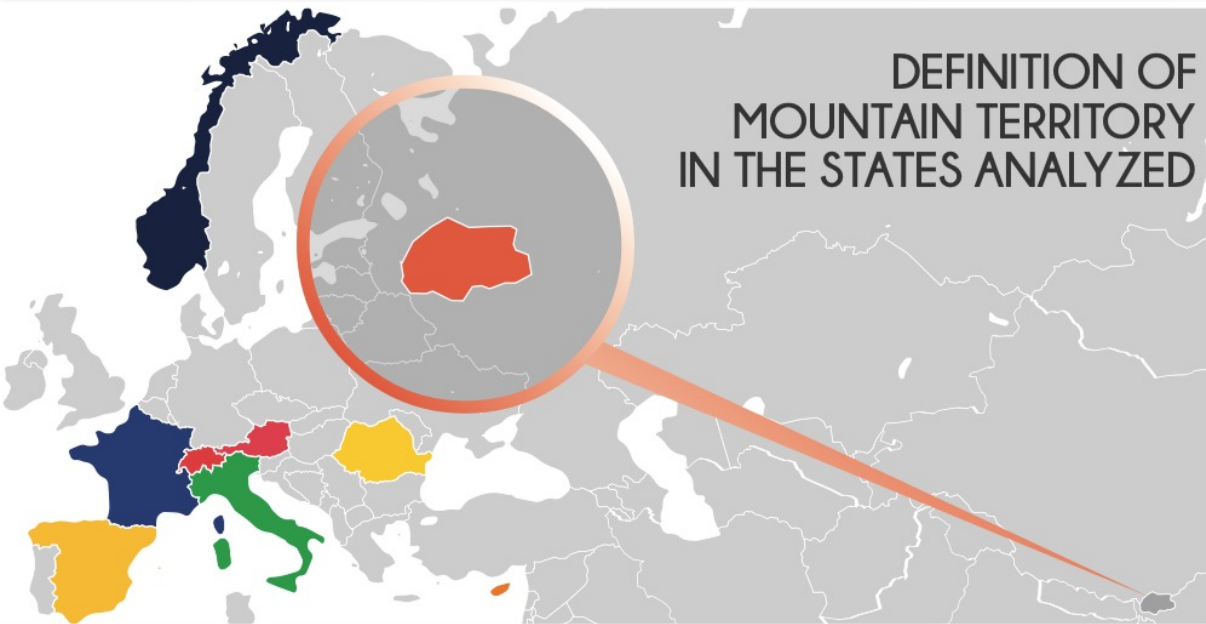 DEFINITION OF
MOUNTAIN TERRITORY
IN THE STATES ANALYZED